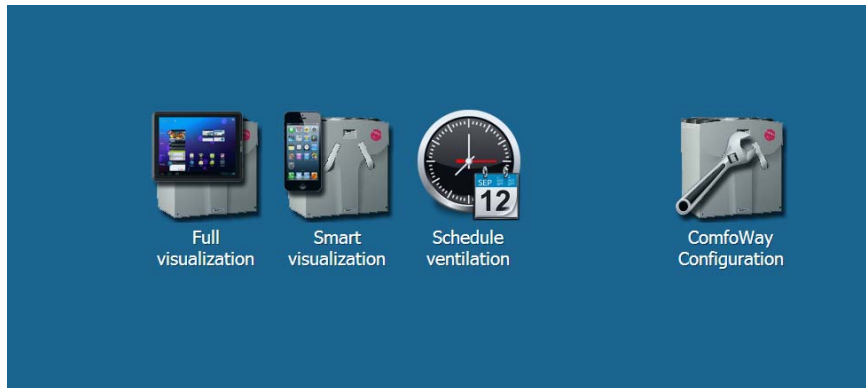 SEP
12
Full
visualization
Smart
visualization
Schedule
ventilation
ComfoWay
Configuration